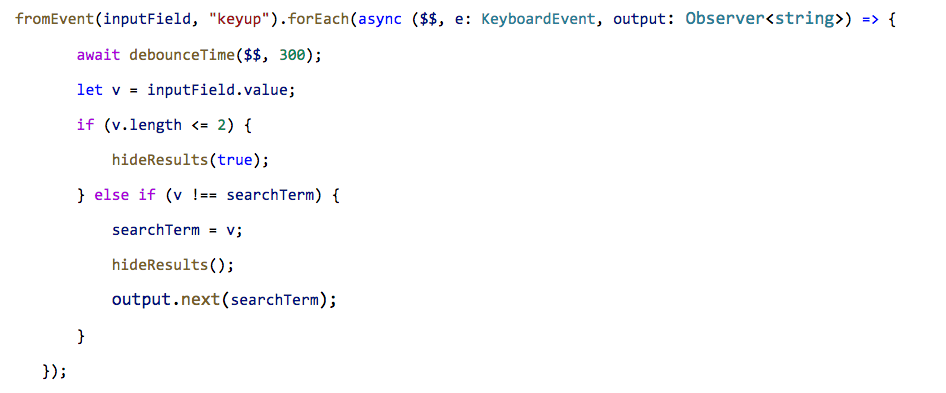 fromEvent(inputField, "keyup").forEach(async ($$, e: KeyboardEvent, output: Observer<string>) => {
await debounceTime($$, 300);
let v = inputField.value;
if (v.length <= 2) {
hideResults(true);
} else if (v !== searchTerm) {
searchTerm = v;
hideResults();
output.next(searchTerm);
}
});